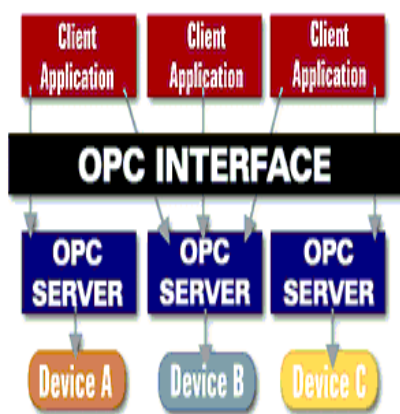 Client
Application
Client
Application
Client
Application
OPC INTERFACE
OPC
SERVER
OPC
SERVER
OPC
SERVER
Device A
Device B
Device C